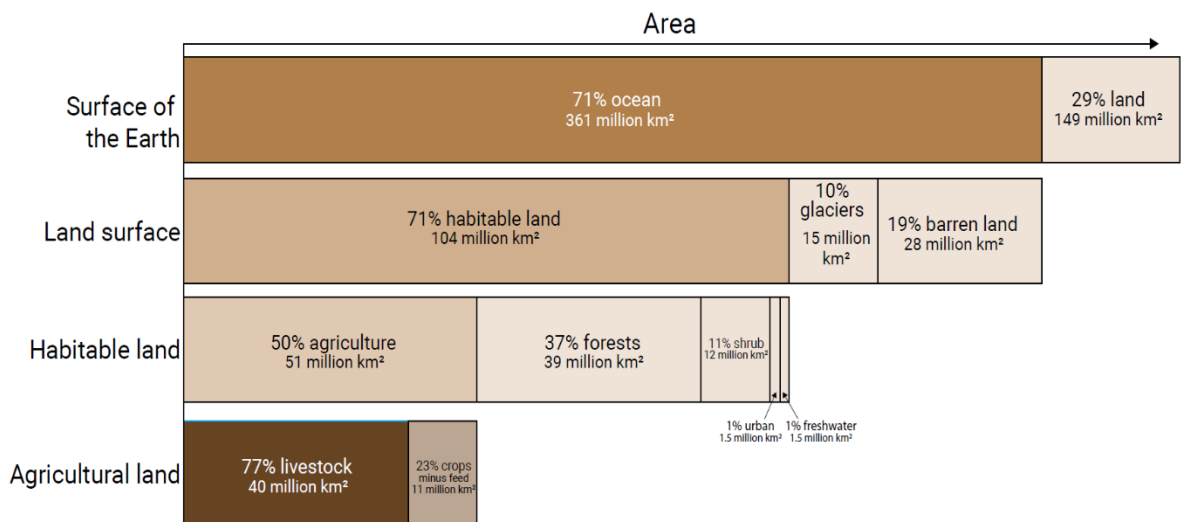 Area
Surface of
the Earth
71% ocean
361 million km²
29% land
149 million km²
Land surface
71% habitable land
104 million km²
10%
glaciers
15 million
km²
19% barren land
28 million km²
Habitable land
50% agriculture
51 million km²
37% forests
39 million km²
11% shrub
12 million km²
1% urban
1.5 million km²
1% freshwater
1.5 million km²
Agricultural land
77% livestock
40 million km²
23% crops
minus feed
11 million km²